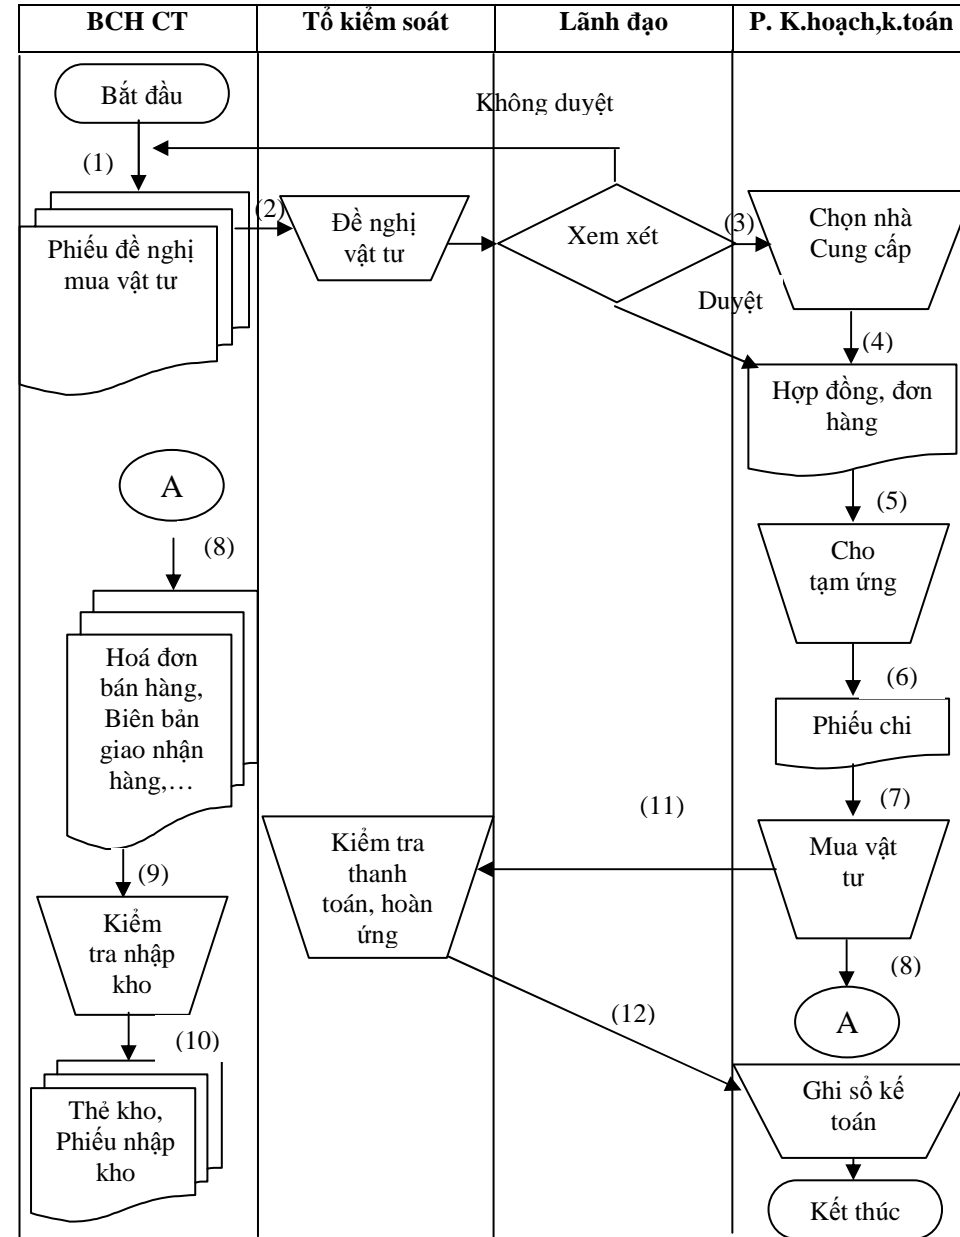 BCH CT
Tổ kiểm soát
Lãnh đạo
P. K.hoạch,k.toán
Bắt đầu
Không duyệt
(1)
(2)
Phiếu đề nghị
mua vật tư
Đề nghị
vật tư
Xem xét
(3)
Chọn nhà
Cung cấp
Duyệt
(4)
Hợp đồng, đơn
hàng
(5)
A
(8)
Cho
tạm ứng
(6)
Hoá đơn
bán hàng,
Biên bản
giao nhận
hàng,…
Phiếu chi
(7)
(11)
Mua vật
tư
Kiểm tra
thanh
toán, hoàn
ứng
(9)
Kiểm
tra nhập
kho
(8)
A
(10)
(12)
Thẻ kho,
Phiếu nhập
kho
Ghi sổ kế
toán
Kết thúc